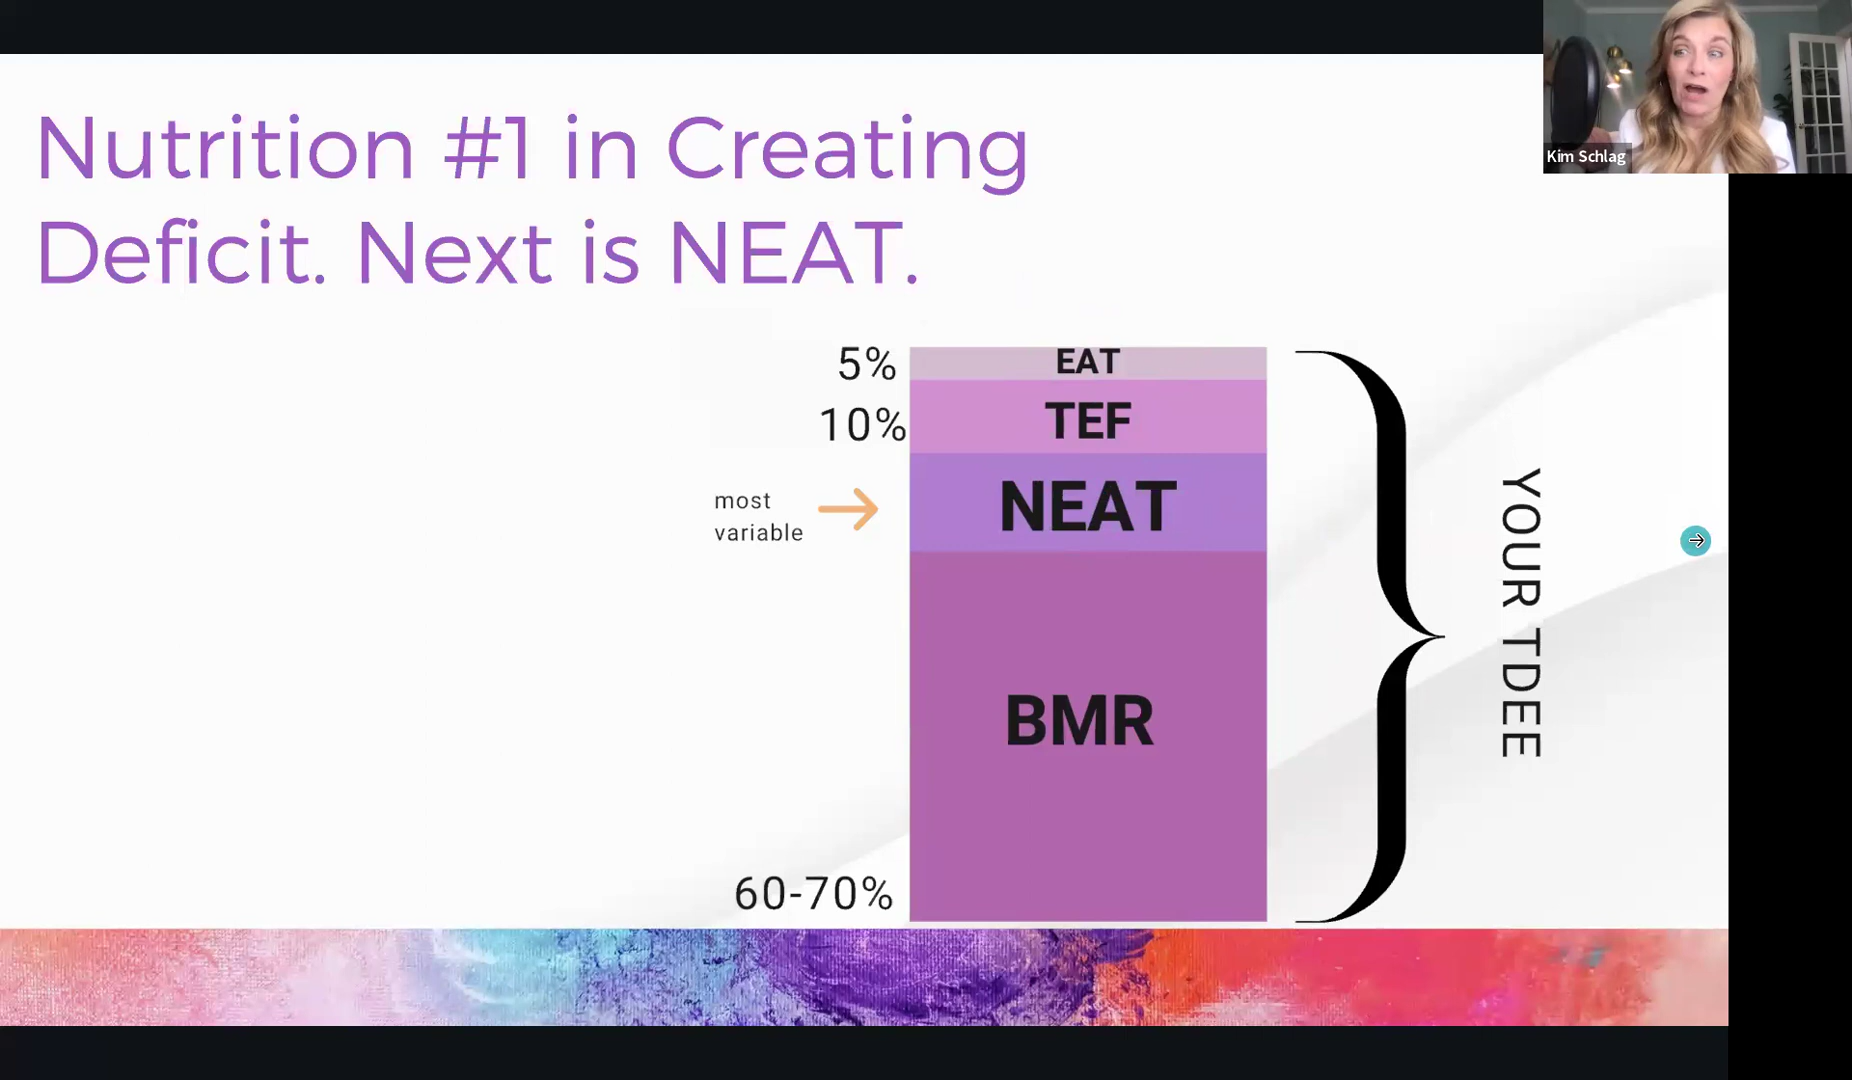 Kim Schlag
Nutrition #1 in Creating
Deficit. Next is NEAT.
5%
EAT
10%
TEF
most
variable
NEAT
BMR
60-70%
YOUR TDEE